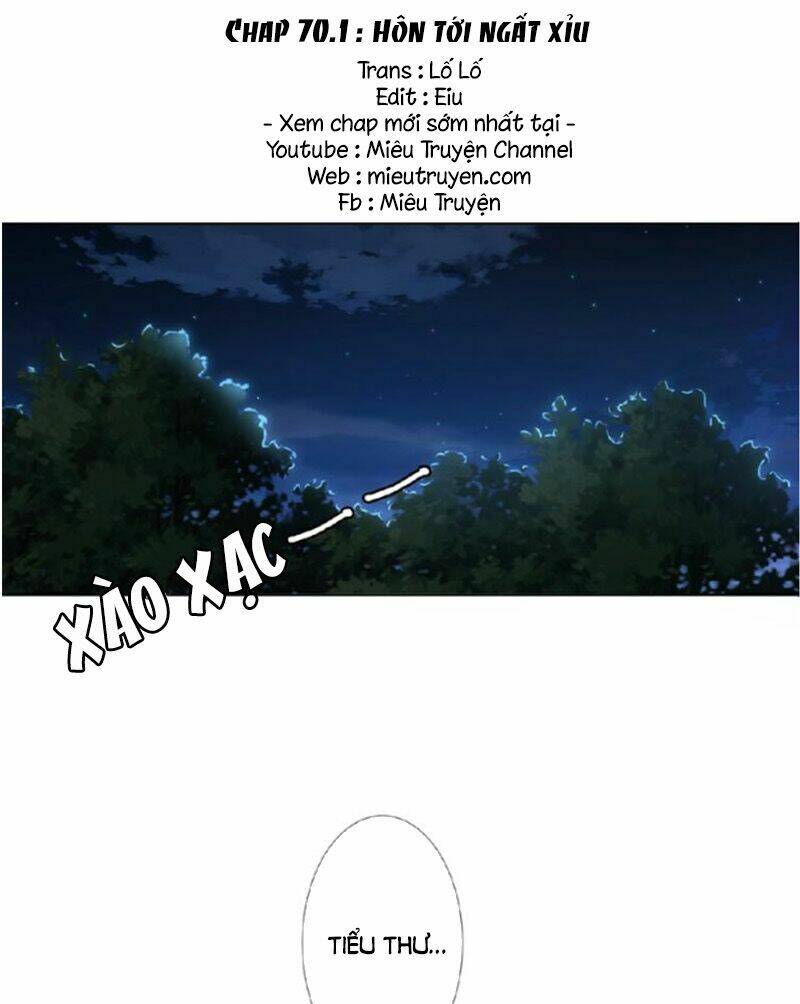 Chap 70.1 : Hôn tới ngất xỉu
Trans : Lố Lố
Edit : Eiu
- Xem chap mới sớm nhất tại -
Youtube : Miêu Truyện Channel
Web : mieutruyen.com
Fb : Miêu Truyện
XÀO XẠC
TIỂU THƯ...